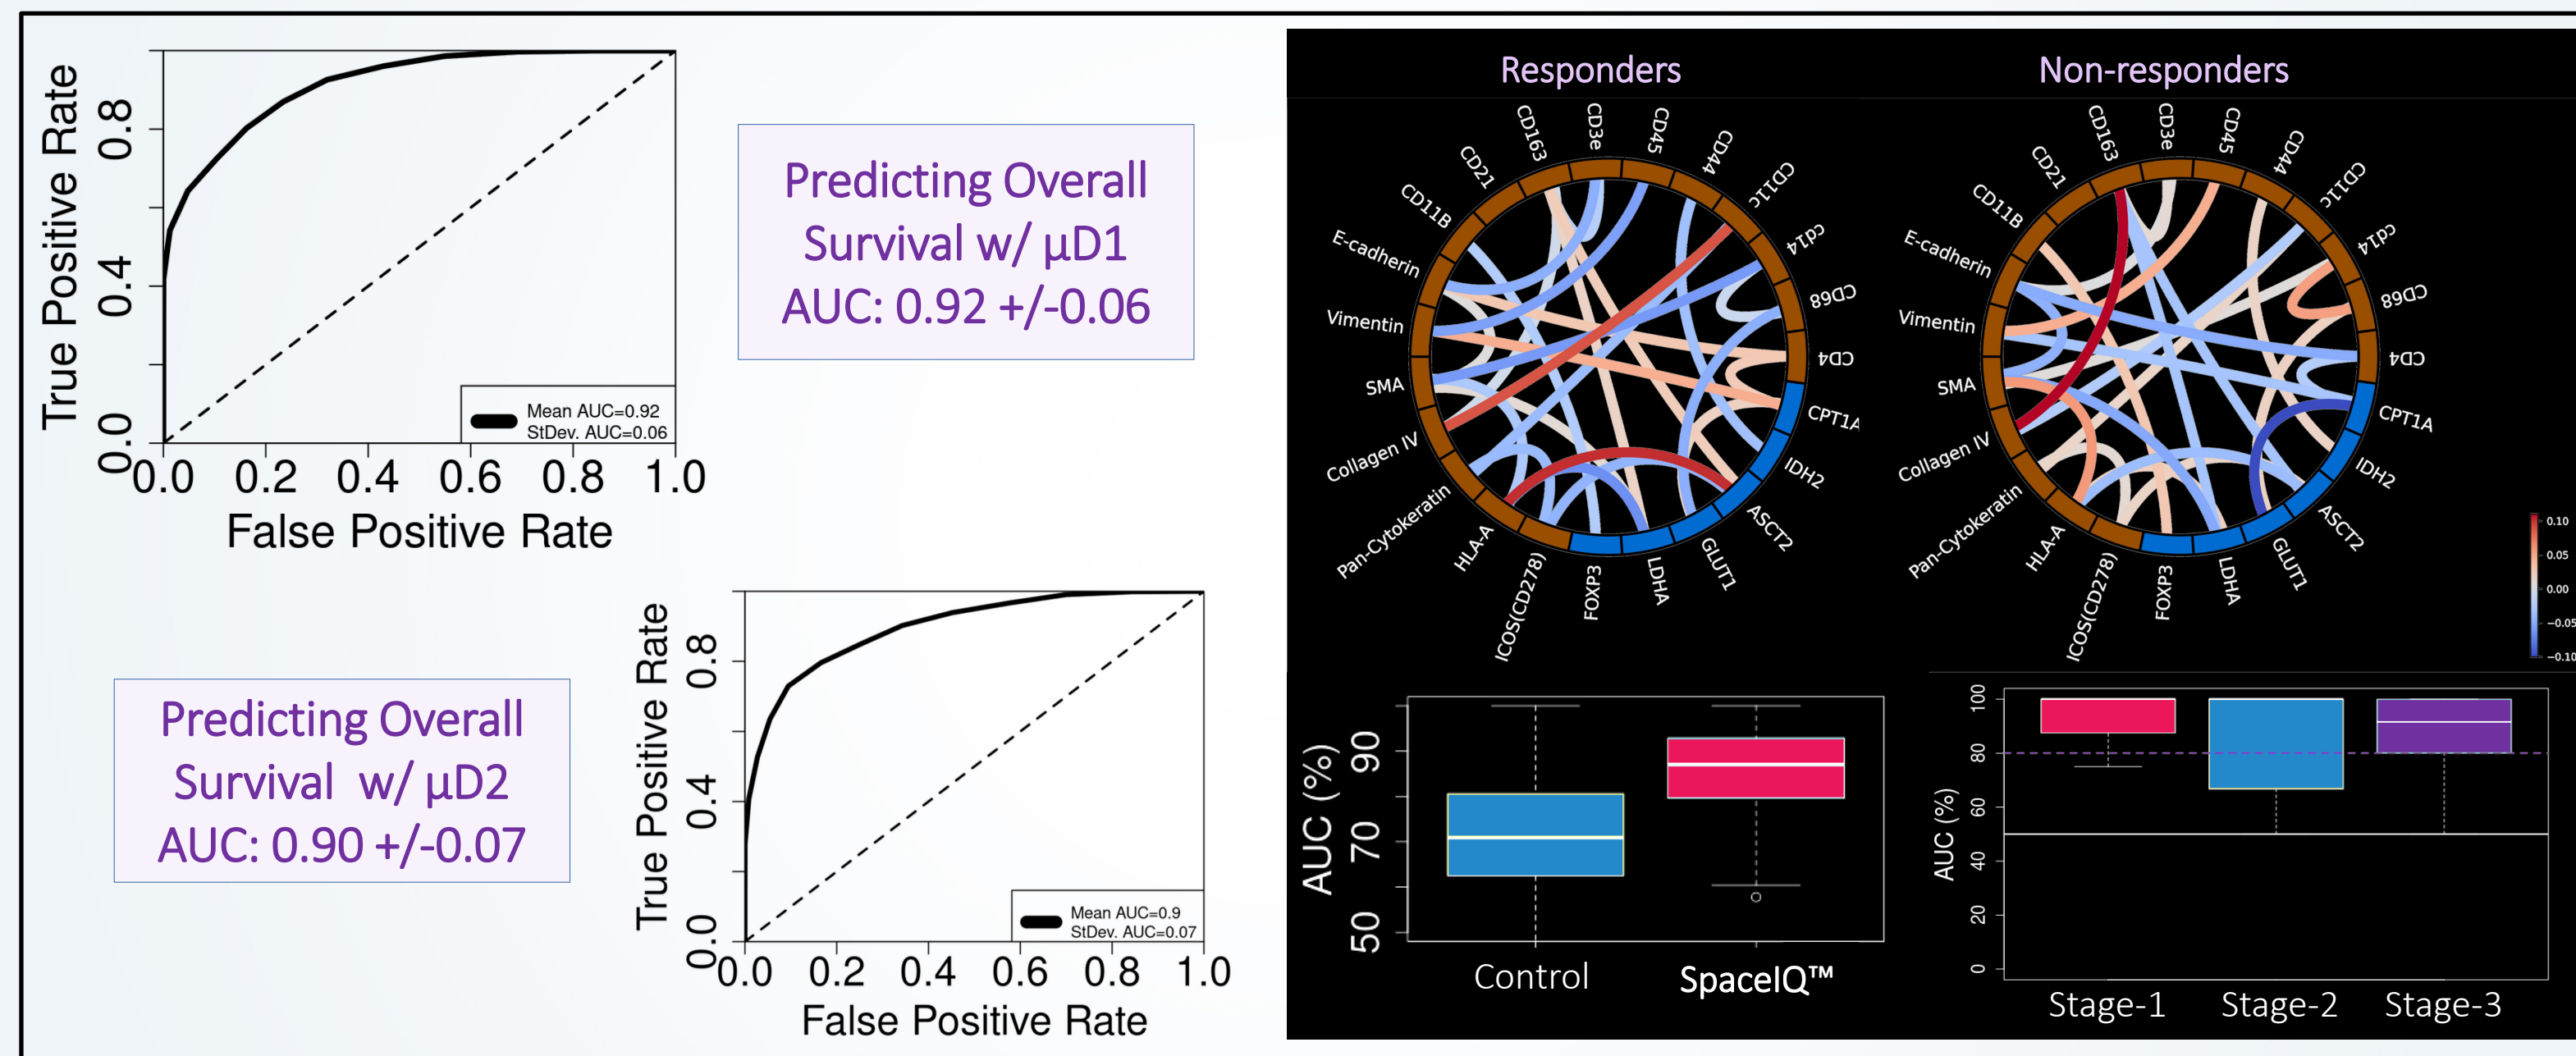 True Positive Rate
0.0
0.4
0.8
0.0 0.2 0.4 0.6 0.8 1.0
False Positive Rate
Mean AUC=0.92
StDev. AUC=0.06
Predicting Overall
Survival w/ µD1
AUC: 0.92 +/-0.06
Predicting Overall
Survival w/ µD2
AUC: 0.90 +/-0.07
True Positive Rate
0.0
0.4
0.8
0.0 0.2 0.4 0.6 0.8 1.0
False Positive Rate
Mean AUC=0.9
StDev. AUC=0.07
Responders
CD3e
CD45
CD44
CD11c
cd14
CD68
CD4
CPT1A
IDH2
ASCT2
GLUT1
LDHA
FOXP3
ICOS(CD278)
HLA-A
Pan-Cytokeratin
Collagen IV
SMA
Vimentin
E-cadherin
CD11B
CD21
CD163
Non-responders
CD3e
CD45
CD44
CD11c
cd14
CD68
CD4
CPT1A
IDH2
ASCT2
GLUT1
LDHA
FOXP3
ICOS(CD278)
HLA-A
Pan-Cytokeratin
Collagen IV
SMA
Vimentin
E-cadherin
CD11B
CD21
CD163
0.10
0.05
0.00
−0.05
−0.10
AUC (%)
50
70
90
Control SpaceIQ™
AUC (%)
0
20
40
60
80
100
Stage-1 Stage-2 Stage-3